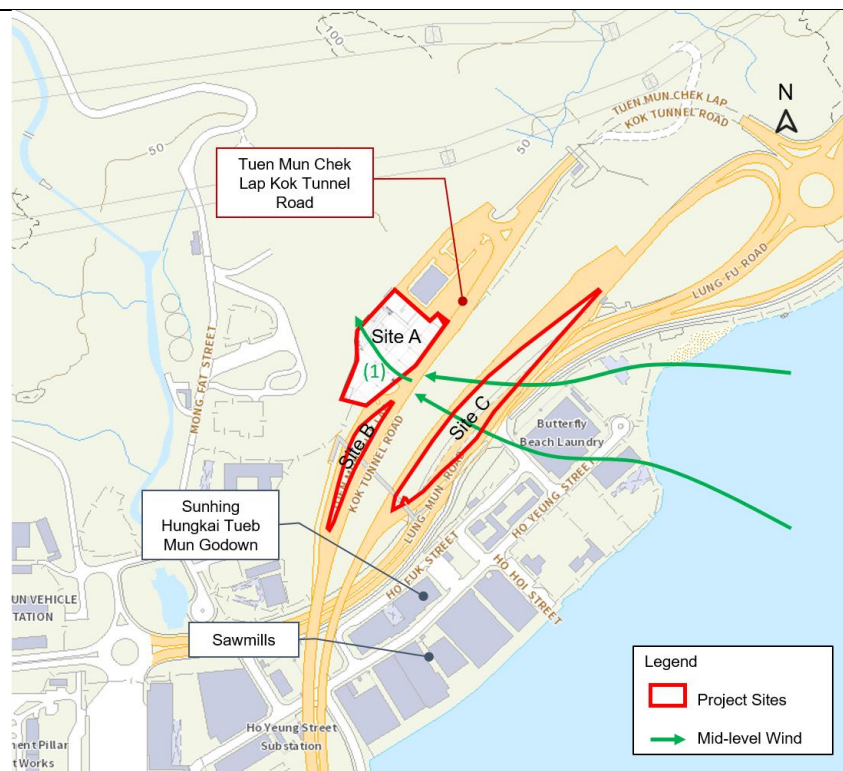 100
50
50
TUEN MUN CHEK LAP
KOK TUNNEL ROAD
N
Tuen Mun Chek
Lap Kok Tunnel
Road
LUNG FU ROAD
MONG FAT STREET
Site A
(1)
Site B
KOK TUNNEL ROAD
Site C
LUNG MUN ROAD
Butterfly
Beach Laundry
HO YEUNG STREET
HO FUK STREET
HO HOI STREET
Sunhing
Hungkai Tueb
Mun Godown
UN VEHICLE
TATION
Sawmills
Ho Yeung Street
Substation
ment Pillar
t Works
Legend
Project Sites
Mid-level Wind